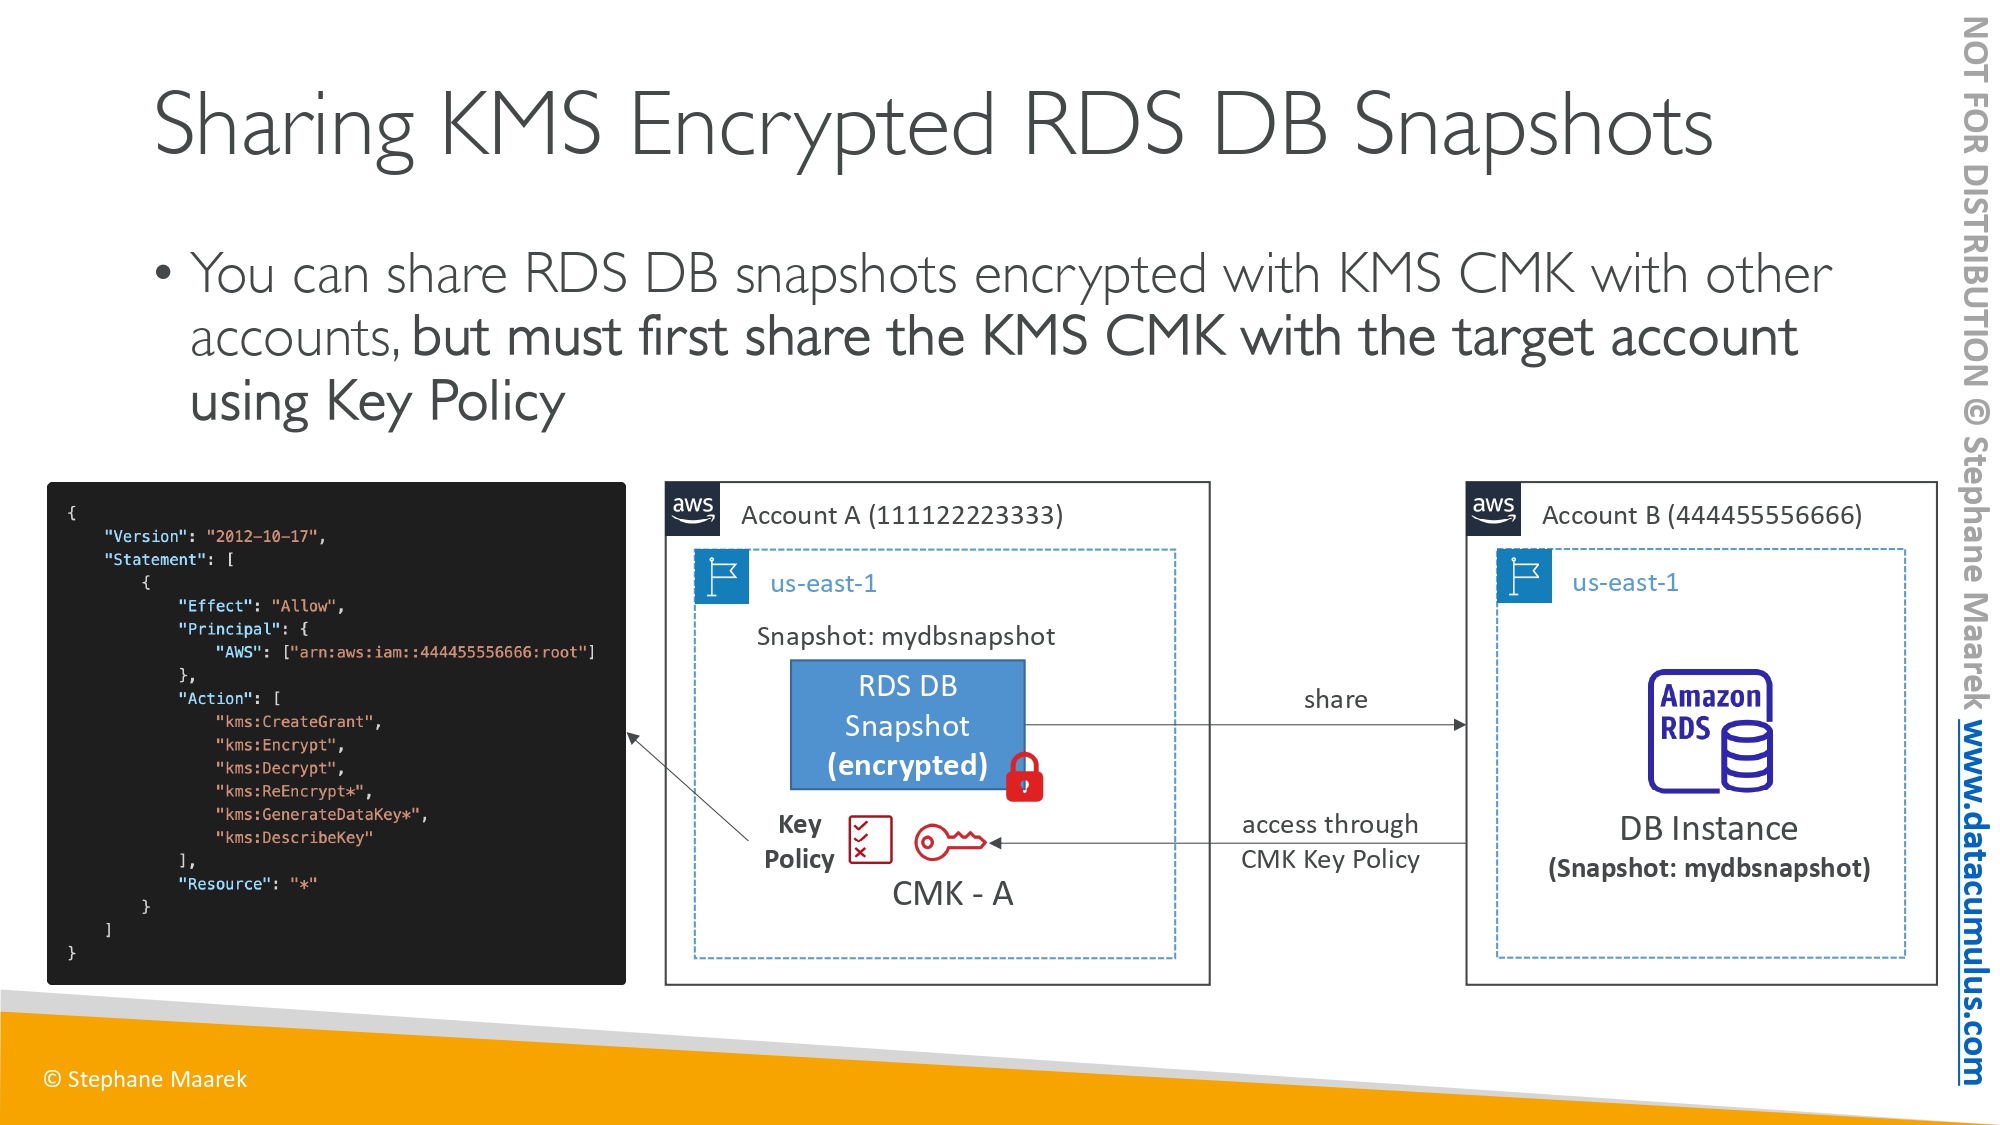 Sharing KMS Encrypted RDS DB Snapshots
• You can share RDS DB snapshots encrypted with KMS CMK with other
accounts, but must first share the KMS CMK with the target account
using Key Policy
{
    "Version": "2012-10-17",
    "Statement": [
        {
            "Effect": "Allow",
            "Principal": {
                "AWS": ["arn:aws:iam::444455556666:root"]
            },
            "Action": [
                "kms:CreateGrant",
                "kms:Encrypt",
                "kms:Decrypt",
                "kms:ReEncrypt*",
                "kms:GenerateDataKey*",
                "kms:DescribeKey"
            ],
            "Resource": "*"
        }
    ]
}
aws
Account A (111122223333)
us-east-1
Snapshot: mydbsnapshot
RDS DB
Snapshot
(encrypted)
Key
Policy
CMK - A
share
access through
CMK Key Policy
aws
Account B (444455556666)
us-east-1
Amazon
RDS
DB Instance
(Snapshot: mydbsnapshot)
© Stephane Maarek
NOT FOR DISTRIBUTION © Stephane Maarek www.datacumulus.com